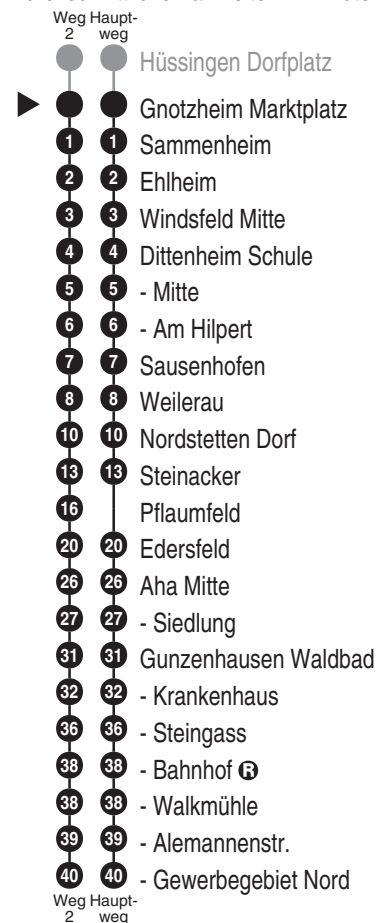 Weg Haupt-
2 weg
Hüssingen Dorfplatz
Gnotzheim Marktplatz
1 1 Sammenheim
2 2 Ehlheim
3 3 Windsfeld Mitte
4 4 Dittenheim Schule
5 5 - Mitte
6 6 - Am Hilpert
7 7 Sausenhofen
8 8 Weilerau
10 10 Nordstetten Dorf
13 13 Steinacker
16 Pflaumfeld
20 20 Edersfeld
26 26 Aha Mitte
27 27 - Siedlung
31 31 Gunzenhausen Waldbad
32 32 - Krankenhaus
36 36 - Steingass
38 38 - Bahnhof R
38 38 - Walkmühle
39 39 - Alemannenstr.
40 40 - Gewerbegebiet Nord
Weg Haupt-
2 weg